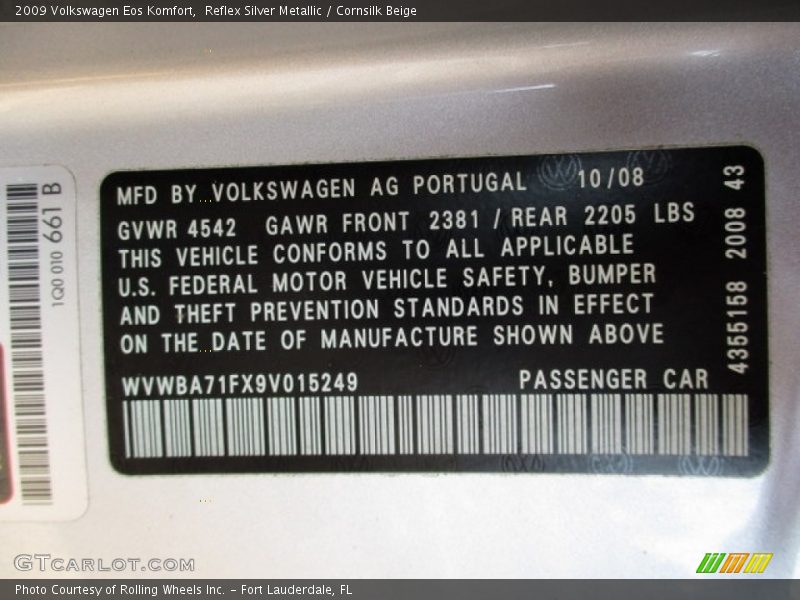 2009 Volkswagen Eos Komfort,  Reflex Silver Metallic / Cornsilk Beige
1Q0 010 661 B
MFD BY VOLKSWAGEN AG PORTUGAL 10/08
GVWR 4542 GAWR FRONT 2381 / REAR 2205 LBS
THIS VEHICLE CONFORMS TO ALL APPLICABLE
U.S. FEDERAL MOTOR VEHICLE SAFETY, BUMPER
AND THEFT PREVENTION STANDARDS IN EFFECT
ON THE DATE OF MANUFACTURE SHOWN ABOVE
WVWBA71FX9V015249 PASSENGER CAR
4355158 2008 43
GTCARLOT.COM
Photo Courtesy of Rolling Wheels Inc. – Fort Lauderdale, FL